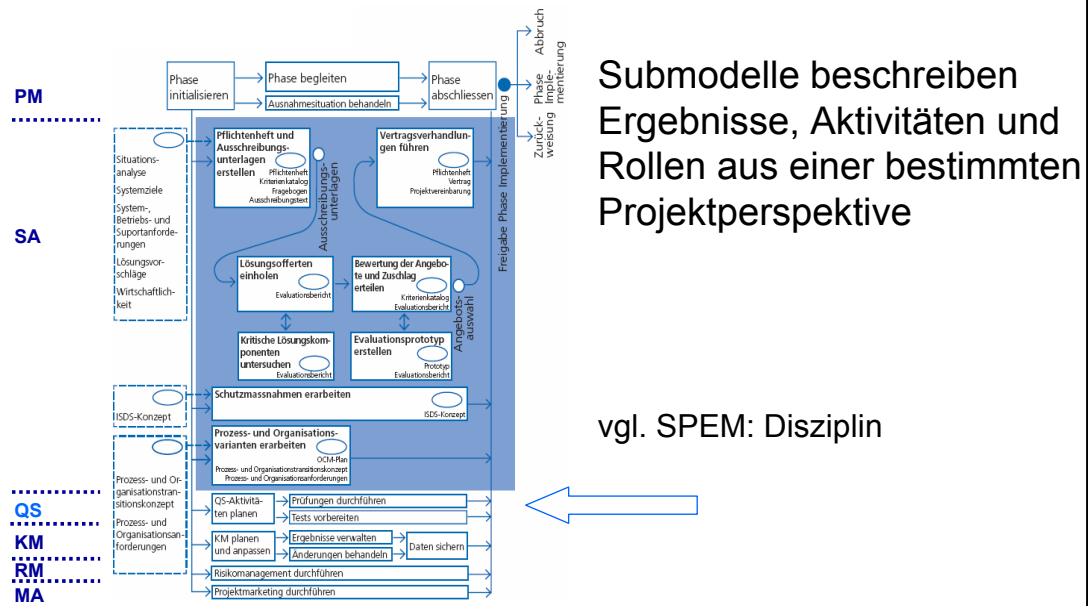 Abbruch
Phase Imple-
mentierung
Zurück-
weisung
Freigabe Phase Implementierung
PM
Phase
initialisieren
Phase begleiten
Ausnahmesituation behandeln
Phase
abschliessen
SA
Situations-
analyse
Systemziele
System-,
Betriebs- und
Suportanforde-
rungen
Lösungsvor-
schläge
Wirtschaftlich-
keit
Pflichtenheft und
Ausschreibungs-
unterlagen
erstellen
Pflichtenheft
Kriterienkatalog
Fragebogen
Ausschreibungstext
Ausschreibungs-
unterlagen
Vertragsverhandlun-
gen führen
Pflichtenheft
Vertrag
Projektvereinbarung
Lösungsofferten
einholen
Evaluationsbericht
Bewertung der Angebo-
te und Zuschlag
erteilen
Kriterienkatalog
Evaluationsbericht
Angebots-
auswahl
Kritische Lösungskom-
ponenten
untersuchen
Evaluationsbericht
Evaluationsprototyp
erstellen
Prototyp
Evaluationsbericht
ISDS-Konzept
Schutzmassnahmen erarbeiten
ISDS-Konzept
Prozess- und Or-
ganisationstran-
sitionskonzept
Prozess- und
Organisationsan-
forderungen
Prozess- und Organisations-
varianten erarbeiten
OCM-Plan
Prozess- und Organisationstransitionskonzept
Prozess- und Organisationsanforderungen
QS
QS-Aktivitä-
ten planen
Prüfungen durchführen
Tests vorbereiten
KM
KM planen
und anpassen
Ergebnisse verwalten
Änderungen behandeln
Daten sichern
RM
Risikomanagement durchführen
MA
Projektmarketing durchführen
Submodelle beschreiben
Ergebnisse, Aktivitäten und
Rollen aus einer bestimmten
Projektperspektive
vgl. SPEM: Disziplin